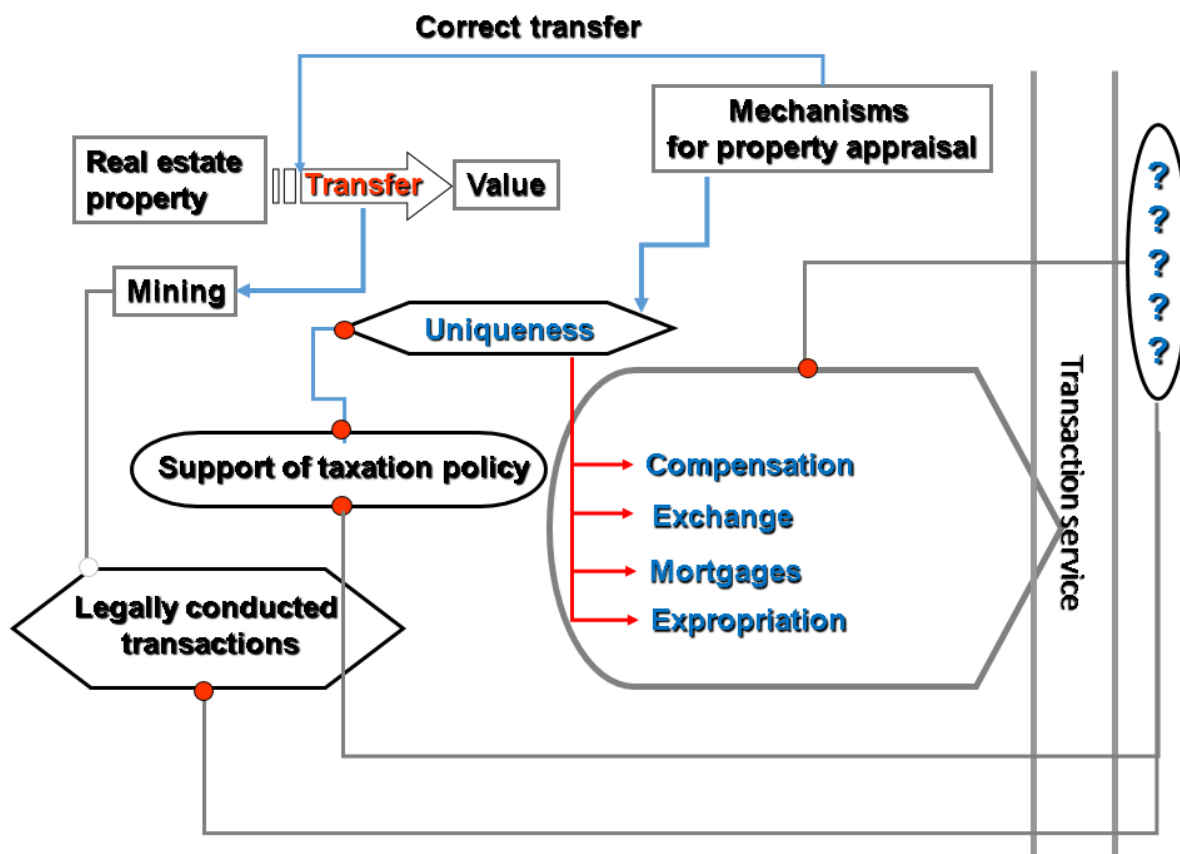 Correct transfer
Mechanisms
for property appraisal
Real estate
property
Transfer
Value
?
?
?
?
?
Mining
Uniqueness
Transaction service
Support of taxation policy
Compensation
Exchange
Mortgages
Expropriation
Legally conducted
transactions